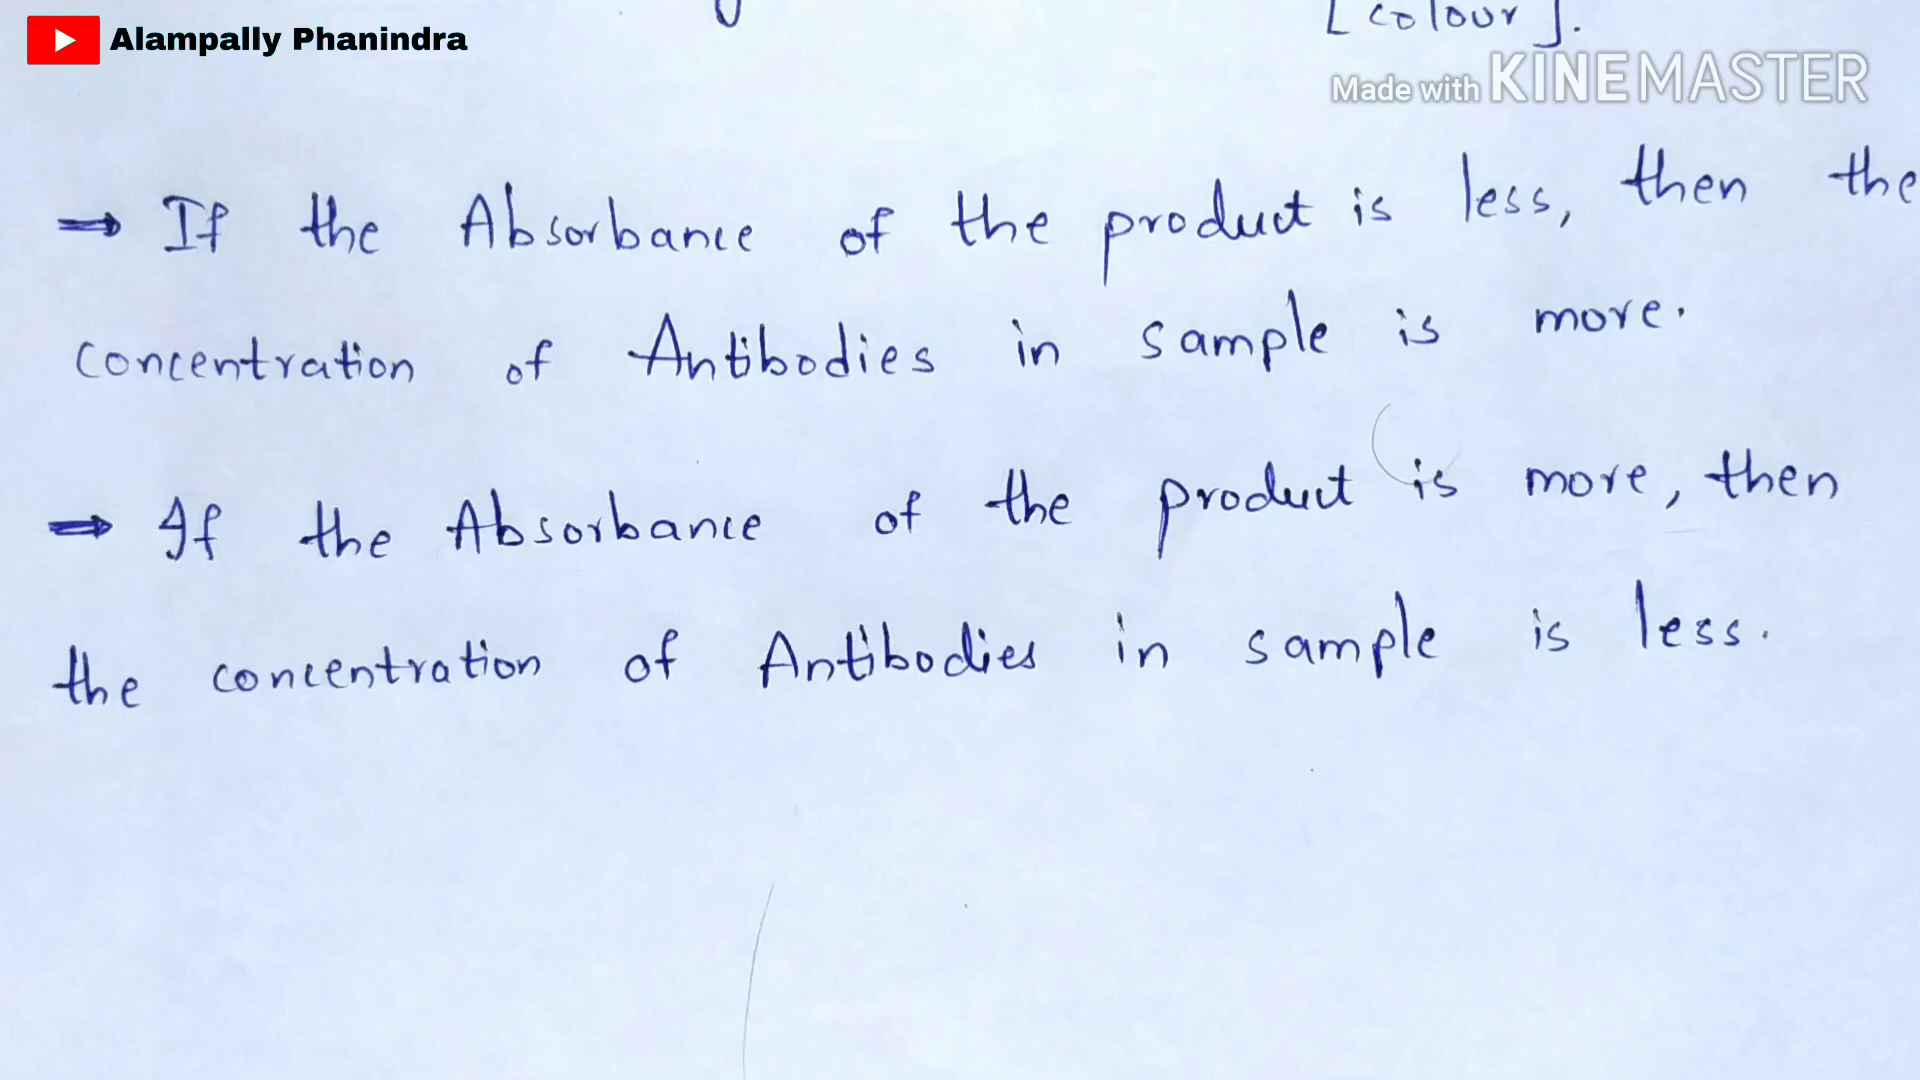 Alampally Phanindra
[colour].
Made with KINEMASTER
→ If the Absorbance of the product is less, then the
concentration of Antibodies in sample is more.
→ If the Absorbance of the product is more, then
the concentration of Antibodies in sample is less.